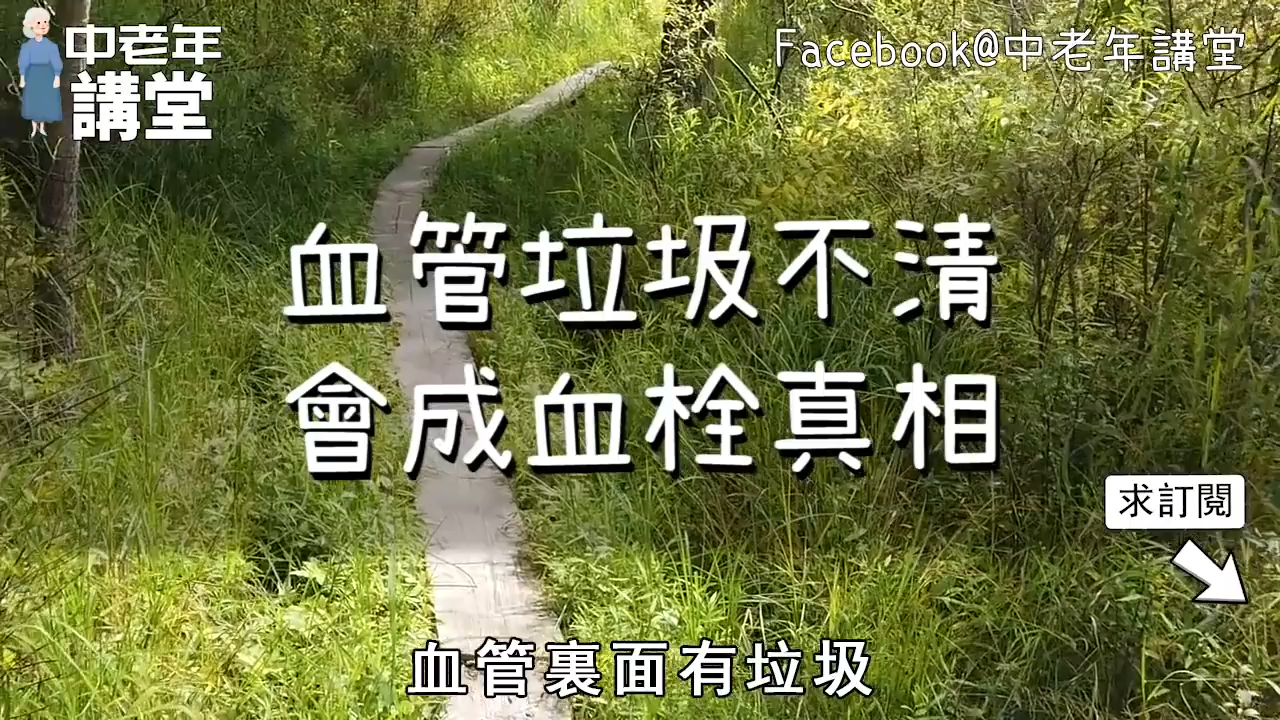 中老年
講堂
Facebook@中老年講堂
血管垃圾不清
會成血栓真相
求訂閱
血管裏面有垃圾